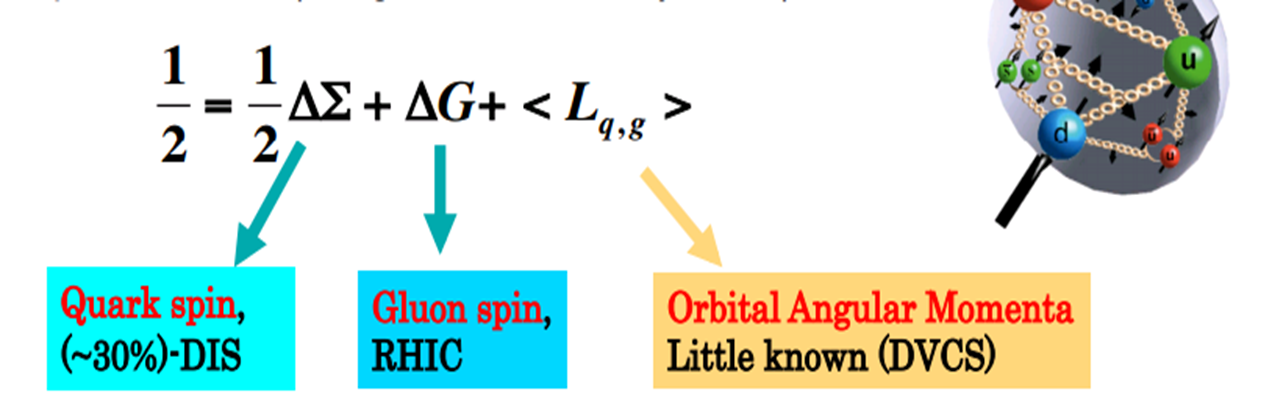 1/2 = 1/2 ΔΣ + ΔG+ < L_{q,g} >
u
d
ū
u
Quark spin,
(~30%)-DIS
Gluon spin,
RHIC
Orbital Angular Momenta
Little known (DVCS)